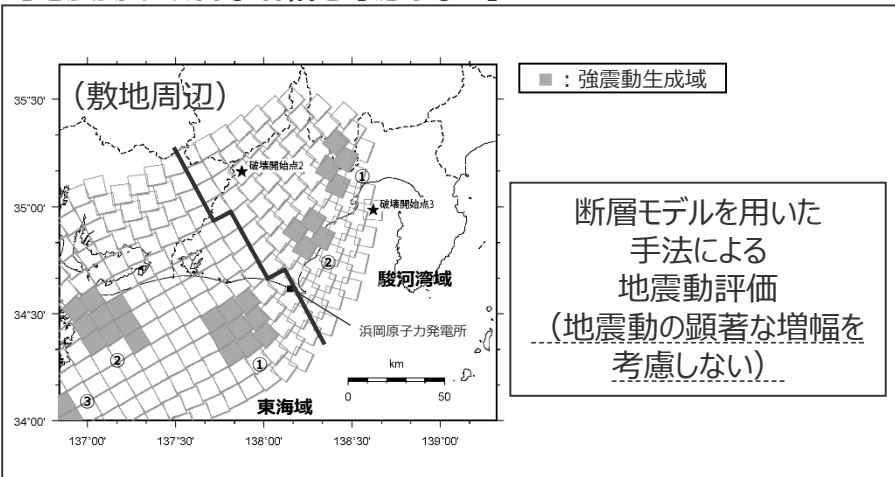 （敷地周辺）
■：強震動生成域
35°30'
35°00'
34°30'
34°00'
137°00'
137°30'
138°00'
138°30'
139°00'
破壊開始点2
①
破壊開始点3
②
駿河湾域
浜岡原子力発電所
②
①
③
東海域
km
0
50
断層モデルを用いた
手法による
地震動評価
（地震動の顕著な増幅を
考慮しない）